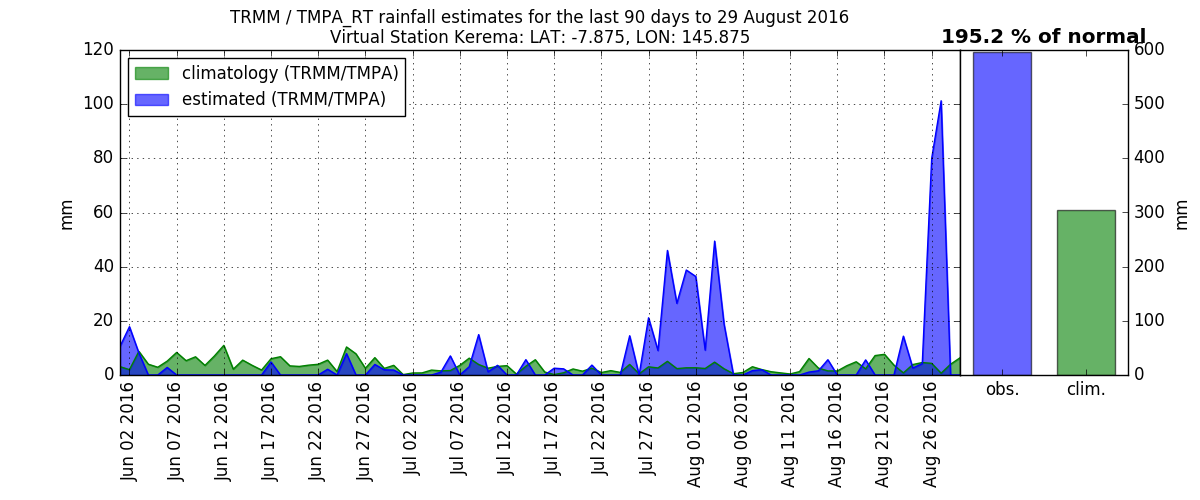 TRMM / TMPA_RT rainfall estimates for the last 90 days to 29 August 2016
Virtual Station Kerema: LAT: -7.875, LON: 145.875
195.2 % of normal
climatology (TRMM/TMPA)
estimated (TRMM/TMPA)
120
100
80
60
40
20
0
mm
Jun 02 2016
Jun 07 2016
Jun 12 2016
Jun 17 2016
Jun 22 2016
Jun 27 2016
Jul 02 2016
Jul 07 2016
Jul 12 2016
Jul 17 2016
Jul 22 2016
Jul 27 2016
Aug 01 2016
Aug 06 2016
Aug 11 2016
Aug 16 2016
Aug 21 2016
Aug 26 2016
obs.
clim.
600
500
400
300
200
100
0
mm